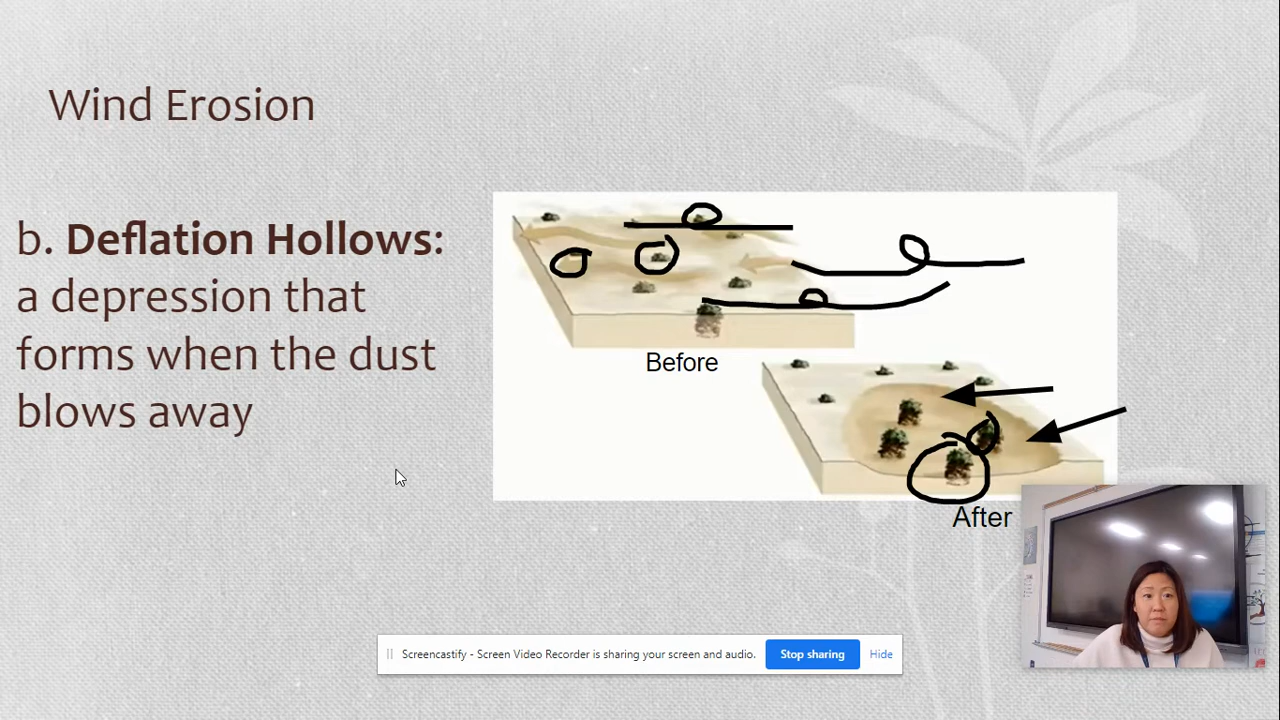 Wind Erosion
b. Deflation Hollows:
a depression that
forms when the dust
blows away
Before
After
Screencastify - Screen Video Recorder is sharing your screen and audio.
Stop sharing
Hide